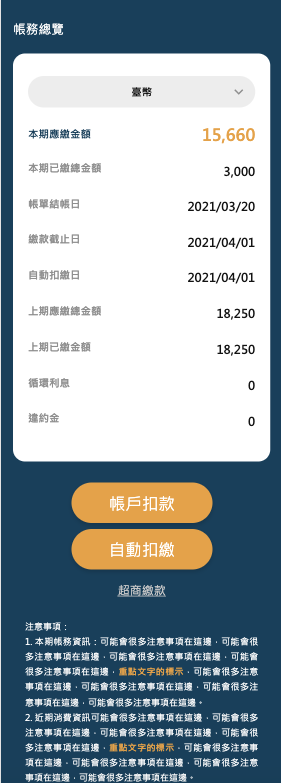 帳務總覽
臺幣
本期應繳金額 15,660
本期已繳總金額 3,000
帳單結帳日 2021/03/20
繳款截止日 2021/04/01
自動扣繳日 2021/04/01
上期應繳總金額 18,250
上期已繳金額 18,250
循環利息 0
違約金 0
帳戶扣款
自動扣繳
超商繳款
注意事項：
1. 本期帳務資訊：可能會很多注意事項在這邊，可能會很
多注意事項在這邊，可能會很多注意事項在這邊，可能會
很多注意事項在這邊，重點文字的標示，可能會很多注意
事項在這邊，可能會很多注意事項在這邊，可能會很多注
意事項在這邊，可能會很多注意事項在這邊。
2. 近期消費資訊可能會很多注意事項在這邊，可能會很多
注意事項在這邊，可能會很多注意事項在這邊，可能會很
多注意事項在這邊，重點文字的標示，可能會很多注意事
項在這邊，可能會很多注意事項在這邊，可能會很多注意
事項在這邊，可能會很多注意事項在這邊。